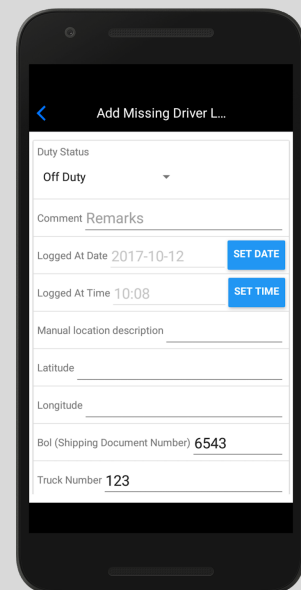 Add Missing Driver L...
Duty Status
Off Duty
Comment Remarks
Logged At Date 2017-10-12 SET DATE
Logged At Time 10:08 SET TIME
Manual location description
Latitude
Longitude
Bol (Shipping Document Number) 6543
Truck Number 123